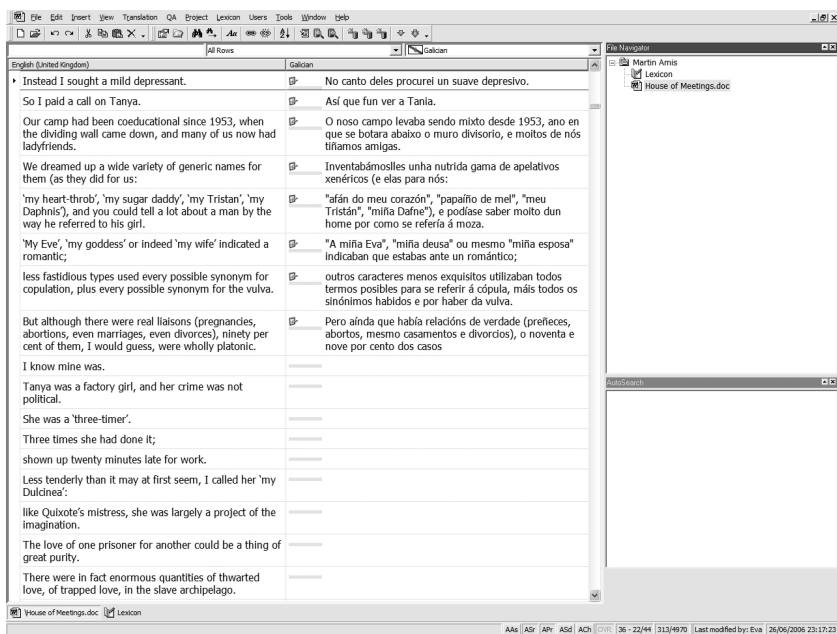 File Edit Insert View Translation QA Project Lexicon Users Tools Window Help
All Rows Galician
English (United Kingdom) Galician
Instead I sought a mild depressant.
No canto deles procurei un suave depresivo.
So I paid a call on Tanya.
Así que fun ver a Tania.
Our camp had been coeducational since 1953, when
the dividing wall came down, and many of us now had
ladyfriends.
O noso campo levaba sendo mixto desde 1953, ano en
que se botara abaixo o muro divisorio, e moitos de nós
tiñamos amigas.
We dreamed up a wide variety of generic names for
them (as they did for us:
Inventabámoslles unha nutrida gama de apelativos
xenéricos (e elas para nós:
‘my heart-throb’, ‘my sugar daddy’, ‘my Tristan’, ‘my
Daphnis’), and you could tell a lot about a man by the
way he referred to his girl.
"afán do meu corazón", "papaíño de mel", "meu
Tristán", "miña Dafne"), e podíase saber moito dun
home por como se refería á moza.
‘My Eve’, ‘my goddess’ or indeed ‘my wife’ indicated a
romantic;
"A miña Eva", "miña deusa" ou mesmo "miña esposa"
indicaban que estabas ante un romántico;
less fastidious types used every possible synonym for
copulation, plus every possible synonym for the vulva.
outros caracteres menos exquisitos utilizaban todos
termos posibles para se referir á cópula, máis todos os
sinónimos habidos e por haber da vulva.
But although there were real liaisons (pregnancies,
abortions, even marriages, even divorces), ninety per
cent of them, I would guess, were wholly platonic.
Pero aínda que había relacións de verdade (preñeces,
abortos, mesmo casamentos e divorcios), o noventa e
nove por cento dos casos
I know mine was.
Tanya was a factory girl, and her crime was not
political.
She was a ‘three-timer’.
Three times she had done it;
shown up twenty minutes late for work.
Less tenderly than it may at first seem, I called her ‘my
Dulcinea’:
like Quixote’s mistress, she was largely a project of the
imagination.
The love of one prisoner for another could be a thing of
great purity.
There were in fact enormous quantities of thwarted
love, of trapped love, in the slave archipelago.
File Navigator
Martin Amis
Lexicon
House of Meetings.doc
AutoSearch
\House of Meetings.doc Lexicon
AAs ASr APr ASd ACh OVR 36 - 22/44 313/4970 Last modified by: Eva 26/06/2006 23:17:23